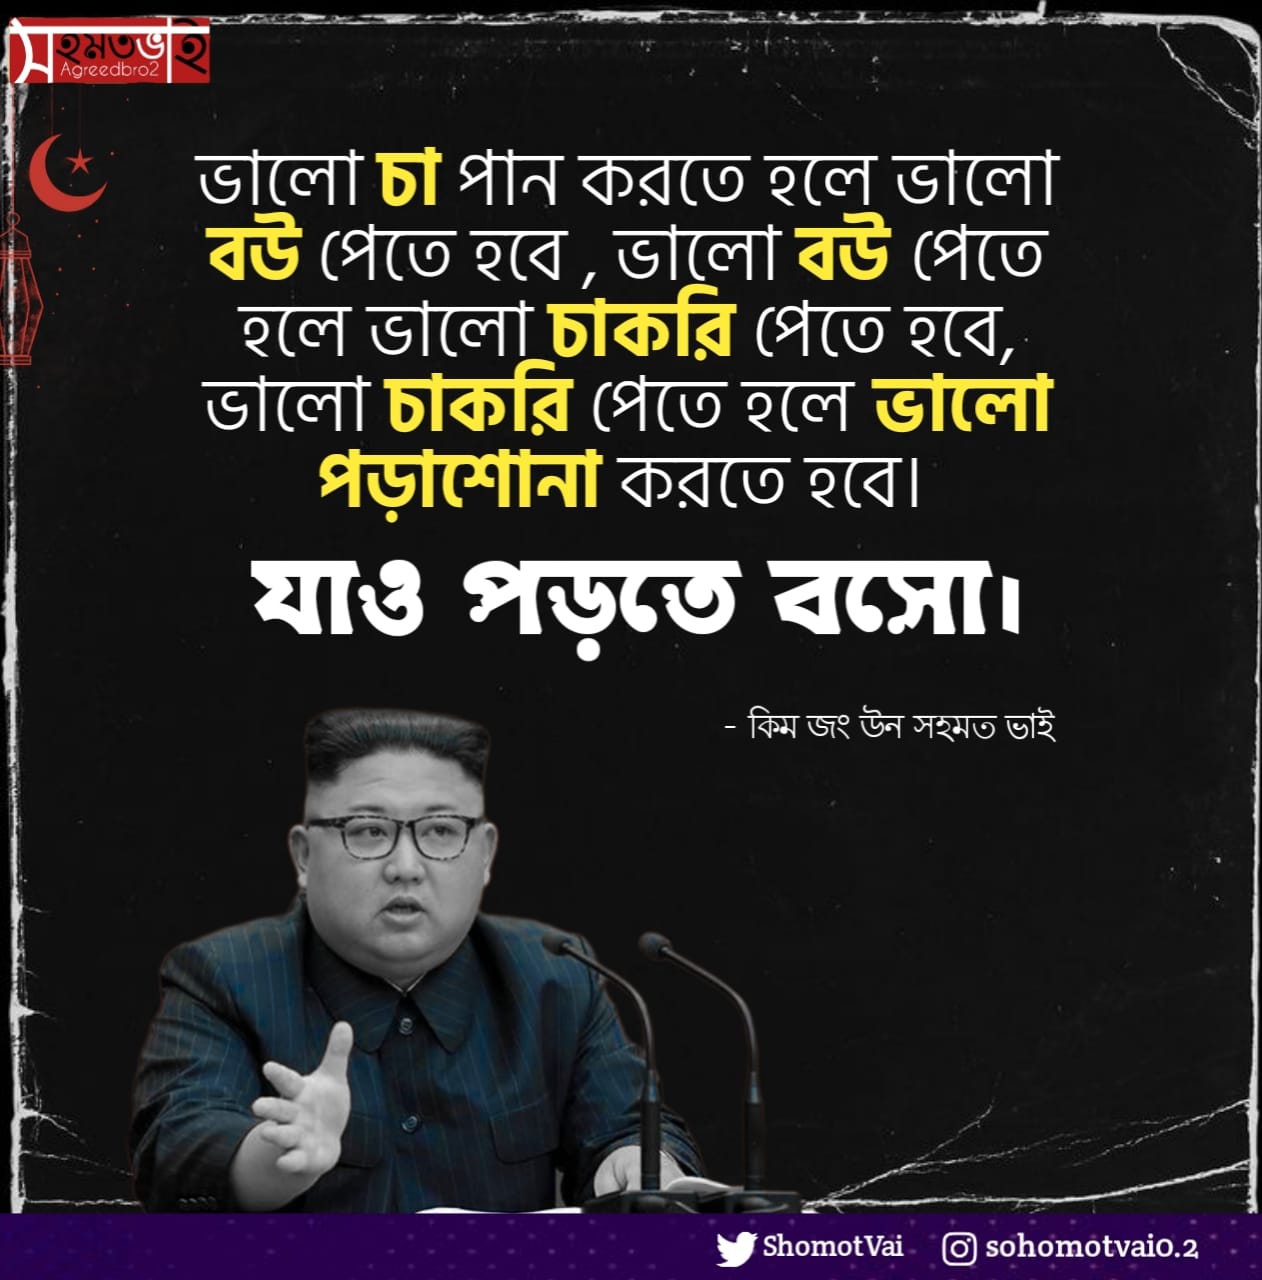 সহমতভাই
Agreedbro2
ভালো চা পান করতে হলে ভালো
বউ পেতে হবে , ভালো বউ পেতে
হলে ভালো চাকরি পেতে হবে,
ভালো চাকরি পেতে হলে ভালো
পড়াশোনা করতে হবে।
যাও পড়তে বসো।
- কিম জং উন সহমত ভাই
ShomotVai sohomotvai0.2